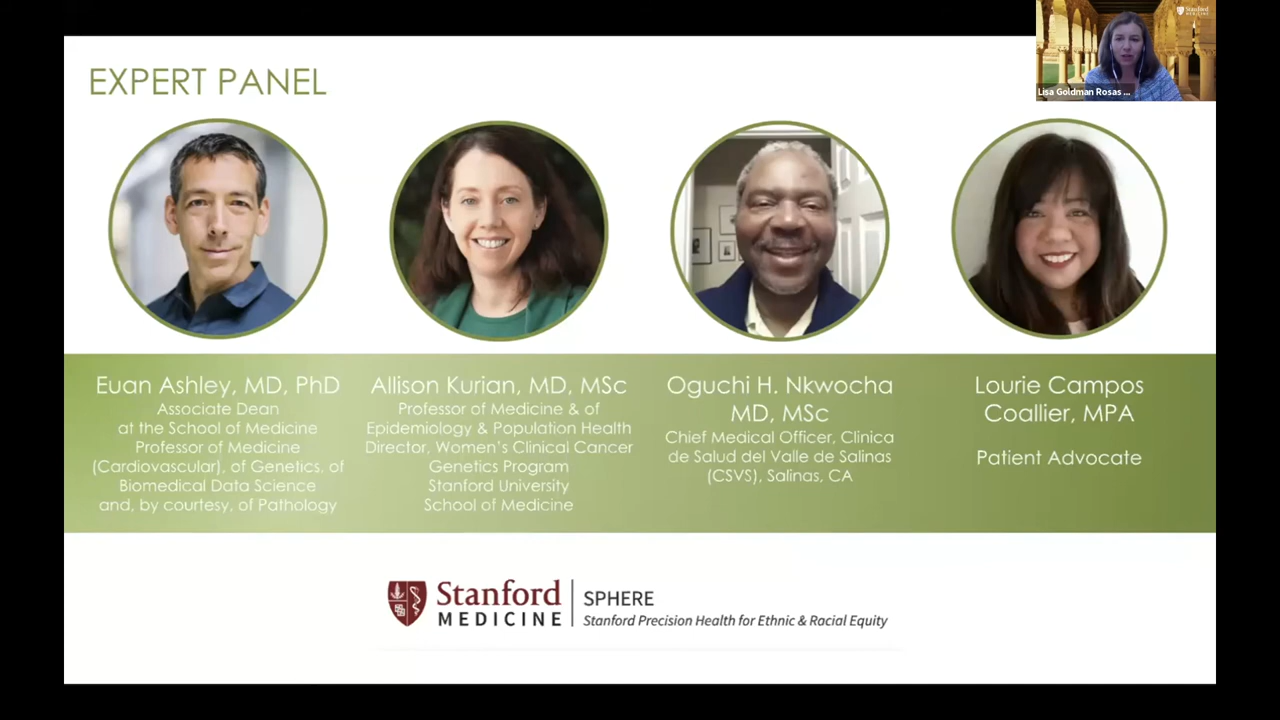 EXPERT PANEL
Stanford
MEDICINE
Lisa Goldman Rosas ...
Euan Ashley, MD, PhD
Associate Dean
at the School of Medicine
Professor of Medicine
(Cardiovascular), of Genetics, of
Biomedical Data Science
and, by courtesy, of Pathology
Allison Kurian, MD, MSc
Professor of Medicine & of
Epidemiology & Population Health
Director, Women's Clinical Cancer
Genetics Program
Stanford University
School of Medicine
Oguchi H. Nkwocha
MD, MSc
Chief Medical Officer, Clinica
de Salud del Valle de Salinas
(CSVS), Salinas, CA
Lourie Campos
Coallier, MPA
Patient Advocate
Stanford
MEDICINE
SPHERE
Stanford Precision Health for Ethnic & Racial Equity